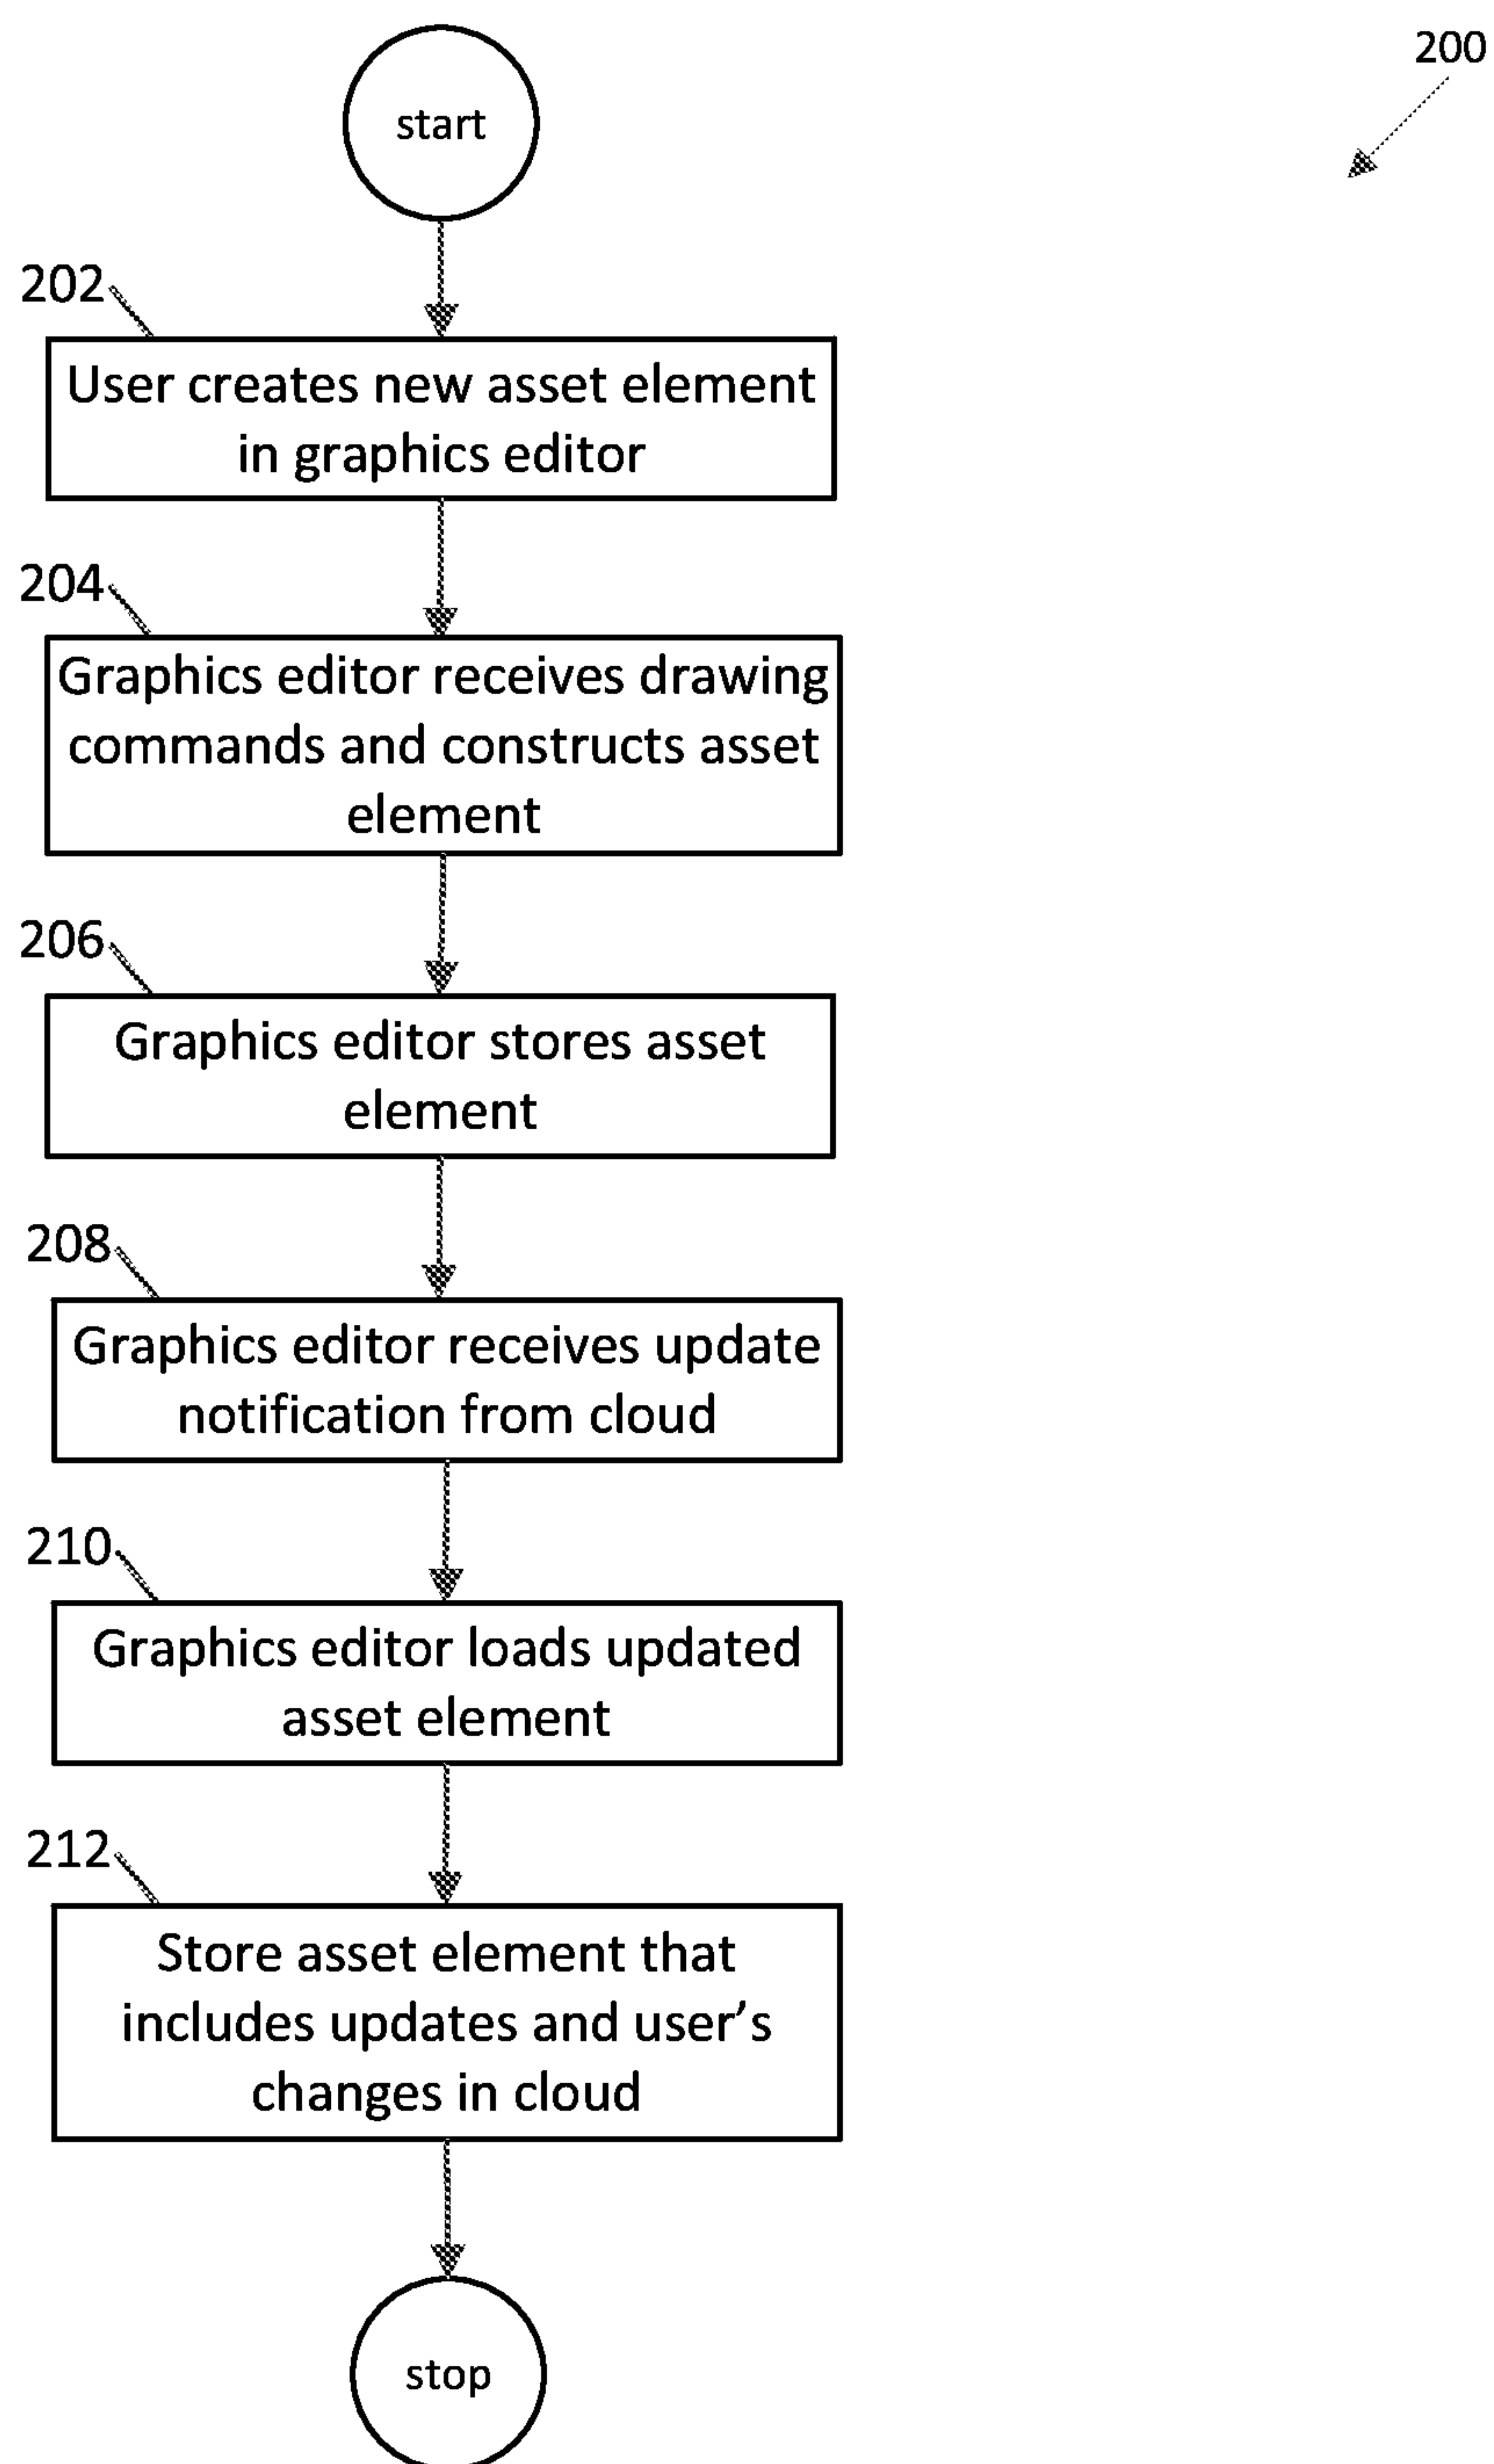 200
start
202
User creates new asset element
in graphics editor
204
Graphics editor receives drawing
commands and constructs asset
element
206
Graphics editor stores asset
element
208
Graphics editor receives update
notification from cloud
210
Graphics editor loads updated
asset element
212
Store asset element that
includes updates and user’s
changes in cloud
stop